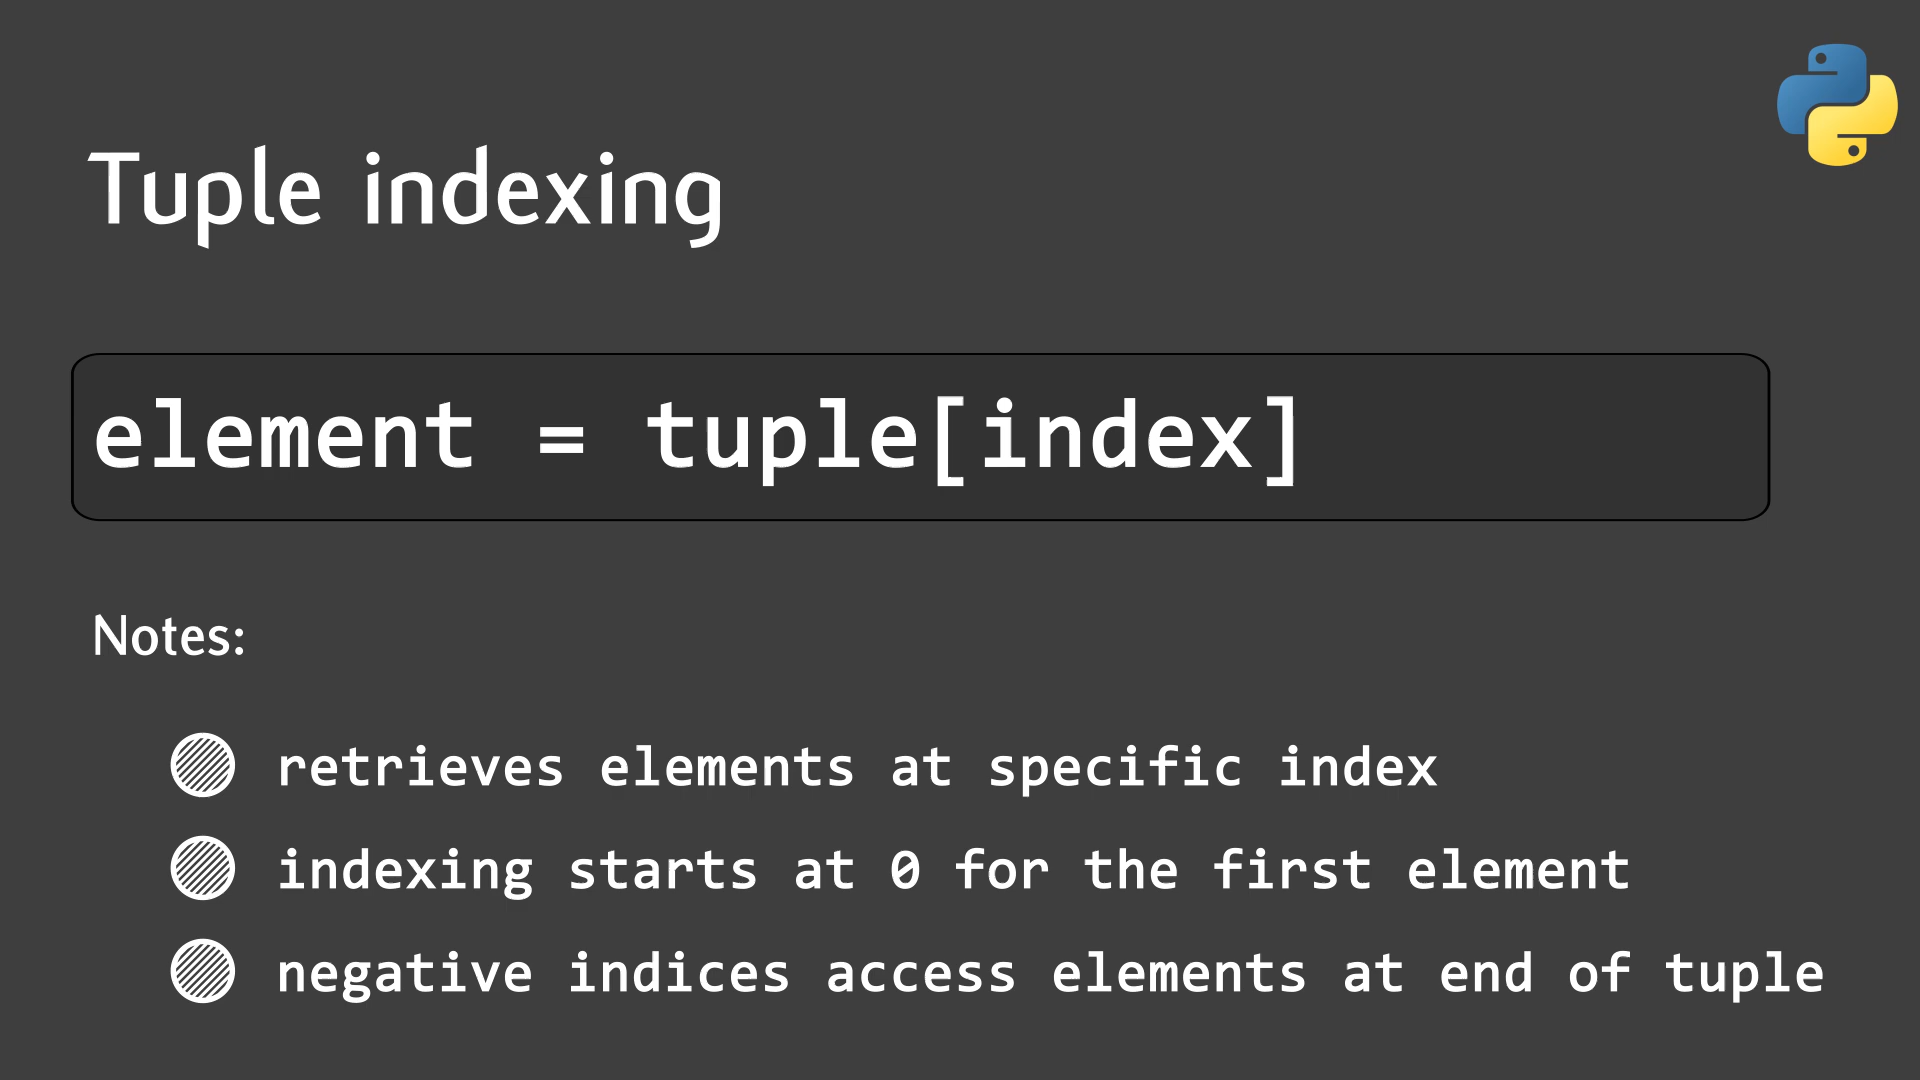 Tuple indexing
element = tuple[index]
Notes:
retrieves elements at specific index
indexing starts at 0 for the first element
negative indices access elements at end of tuple